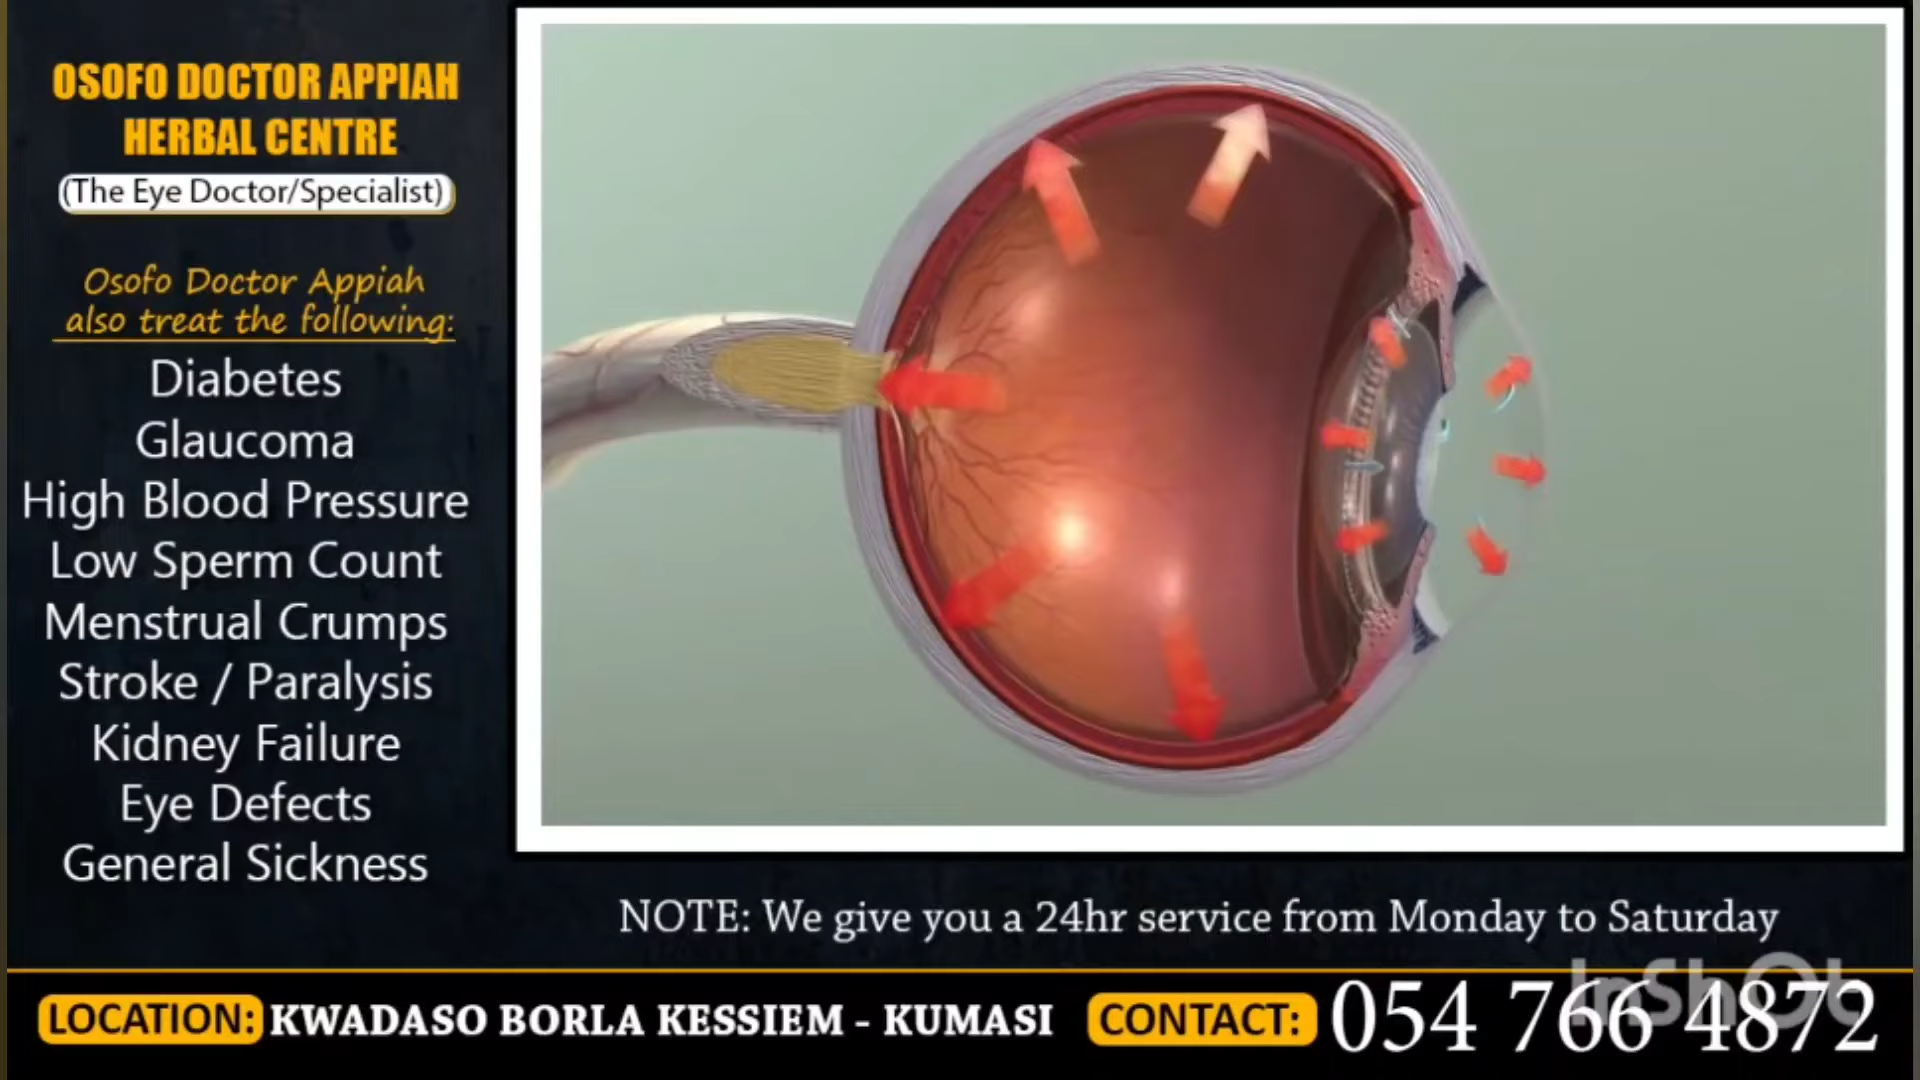 OSOFO DOCTOR APPIAH
HERBAL CENTRE
(The Eye Doctor/Specialist)
Osofo Doctor Appiah
also treat the following:
Diabetes
Glaucoma
High Blood Pressure
Low Sperm Count
Menstrual Crumps
Stroke / Paralysis
Kidney Failure
Eye Defects
General Sickness
NOTE: We give you a 24hr service from Monday to Saturday
InShOt
LOCATION: KWADASO BORLA KESSIEM - KUMASI CONTACT: 054 766 4872